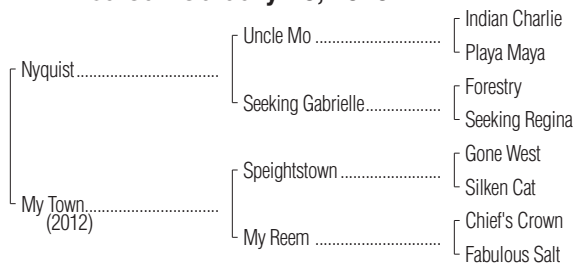 Indian Charlie
Uncle Mo
Playa Maya
Nyquist
Forestry
Seeking Gabrielle
Seeking Regina
Gone West
Speightstown
Silken Cat
My Town
(2012)
Chief's Crown
My Reem
Fabulous Salt